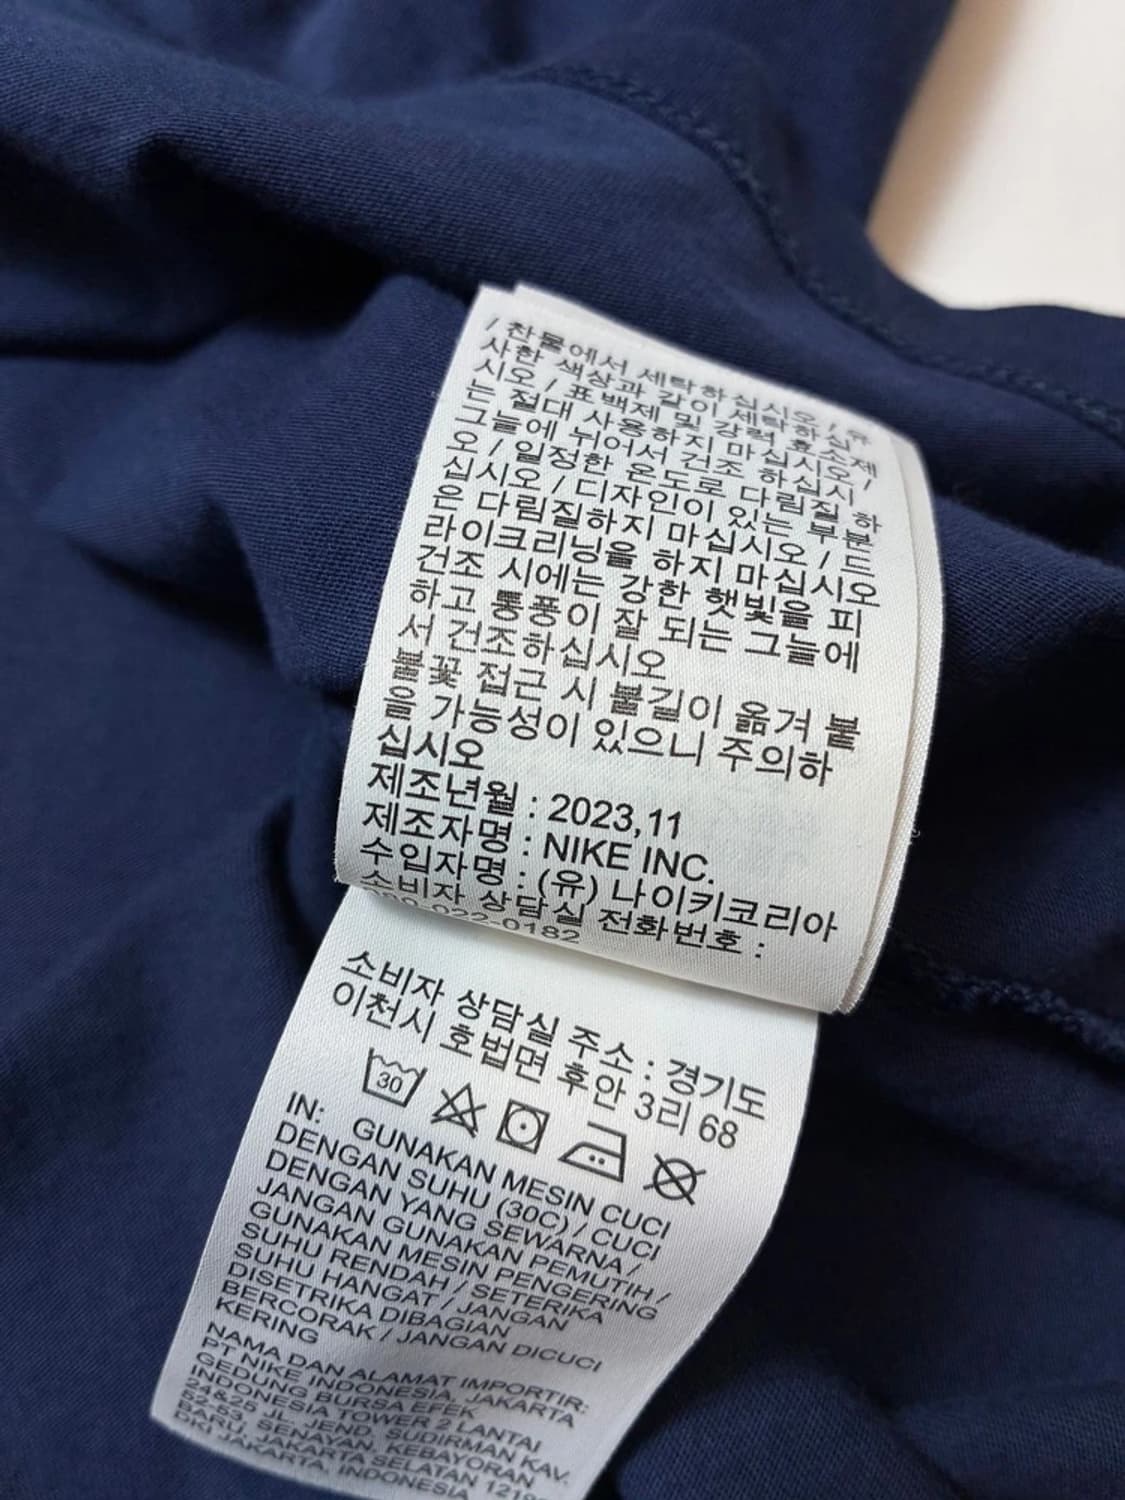 / 찬물에서 세탁하십시오 / 유
사한 색상과 같이 세탁하십
시오 / 표백제 및 강력 효소제
는 절대 사용하지 마십시오 /
그늘에 뉘어서 건조 하십시
오 / 일정한 온도로 다림질 하
십시오 / 디자인이 있는 부분
은 다림질하지 마십시오 / 드
라이크리닝을 하지 마십시오
건조 시에는 강한 햇빛을 피
하고 통풍이 잘 되는 그늘에
서 건조하십시오
불꽃 접근 시 불길이 옮겨 붙
을 가능성이 있으니 주의하
십시오
제조년월 : 2023,11
제조자명 : NIKE INC.
수입자명 : (유) 나이키코리아
소비자 상담실 전화번호 :
022-0182
소비자 상담실 주소 : 경기도
이천시 호법면 후안 3리 68
30
IN: GUNAKAN MESIN CUCI
DENGAN SUHU (30C) / CUCI
DENGAN YANG SEWARNA /
JANGAN GUNAKAN PEMUTIH /
GUNAKAN MESIN PENGERING
SUHU RENDAH / SETERIKA
SUHU HANGAT / JANGAN
DISETRIKA DIBAGIAN
BERCORAK / JANGAN DICUCI
KERING
NAMA DAN ALAMAT IMPORTIR:
PT NIKE INDONESIA, JAKARTA
GEDUNG BURSA EFEK
INDONESIA TOWER 2 LANTAI
24&25 JL. JEND. SUDIRMAN KAV.
52-53, SENAYAN, KEBAYORAN
BARU, JAKARTA SELATAN
JAKARTA, INDONESIA